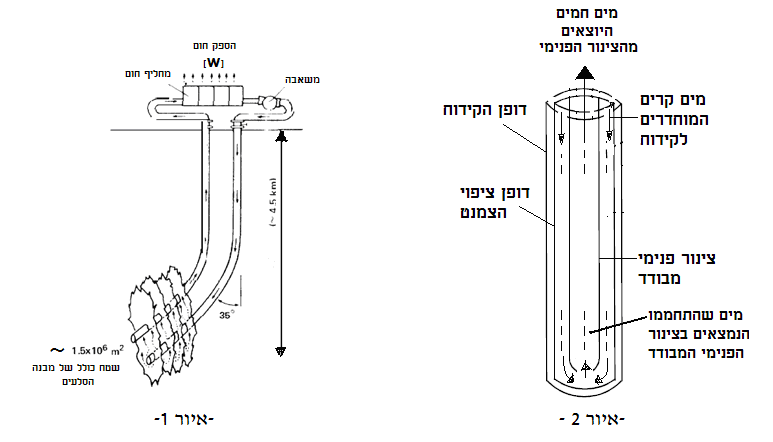 הספק חום
[W]
מחליף חום
משאבה
(~ 4.5 km)
35°
~ 1.5x10⁶ m²
שטח כולל של מבנה
הסלעים
-איור 1-
מים חמים
היוצאים
מהצינור הפנימי
דופן הקידוח
מים קרים
המוחדרים
לקידוח
דופן ציפוי
הצמנט
צינור פנימי
מבודד
מים שהתחממו
הנמצאים בצינור
הפנימי המבודד
-איור 2 -